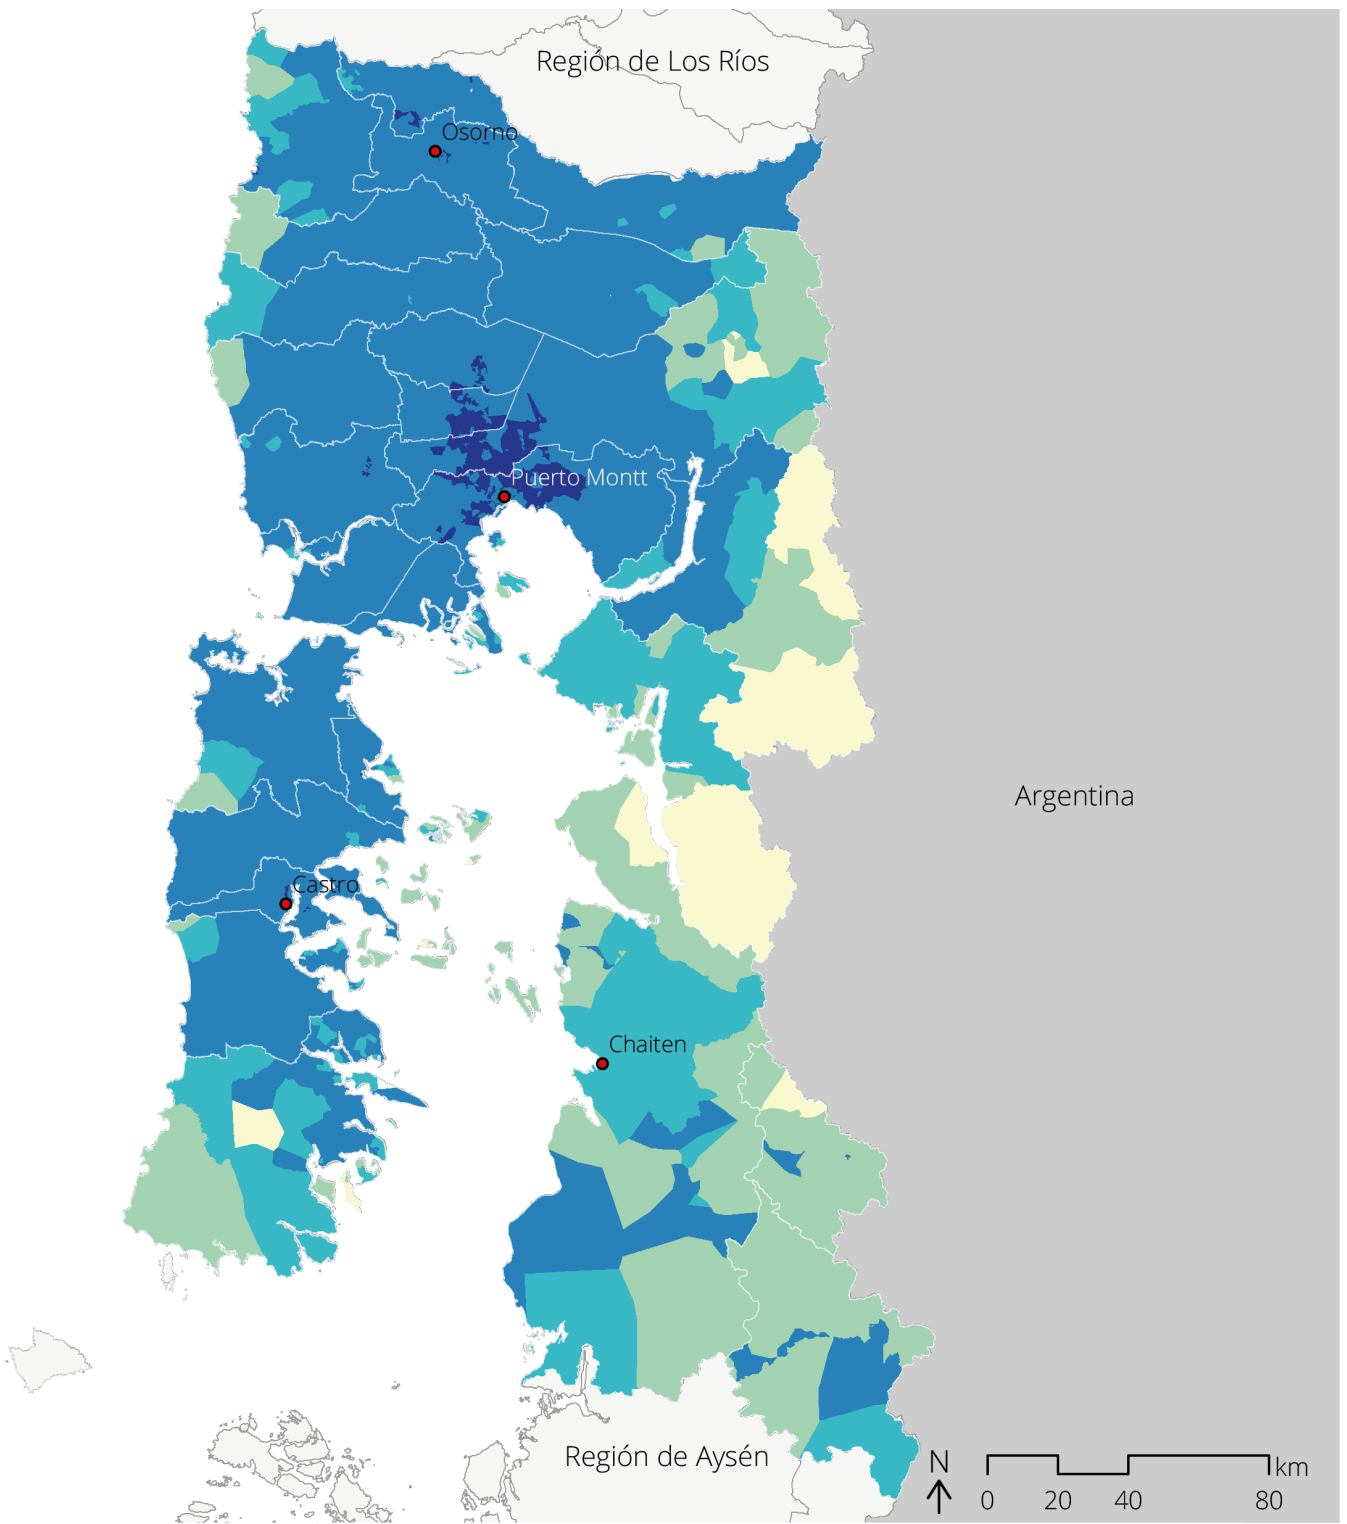 Región de Los Ríos
Osorno
Puerto Montt
Argentina
Castro
Chaiten
Región de Aysén
N
km
0 20 40 80